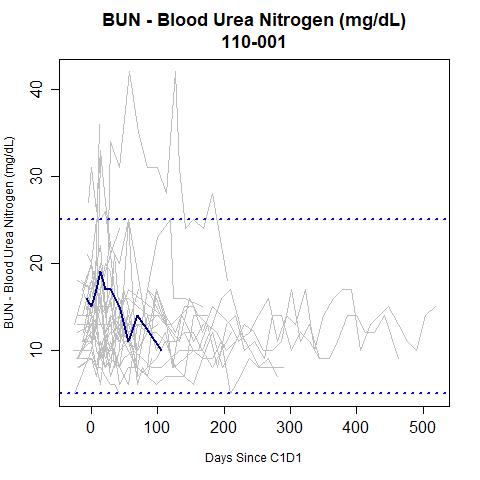 BUN - Blood Urea Nitrogen (mg/dL)
110-001
BUN - Blood Urea Nitrogen (mg/dL)
40
30
20
10
0 100 200 300 400 500
Days Since C1D1